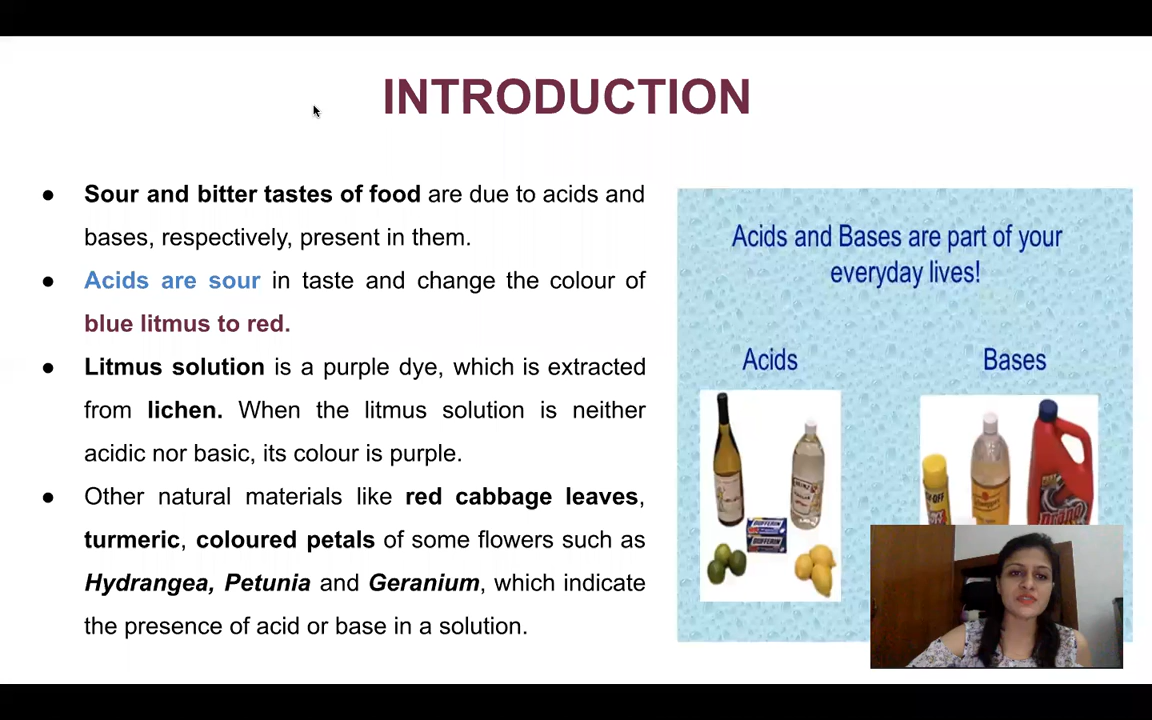 INTRODUCTION
● Sour and bitter tastes of food are due to acids and
bases, respectively, present in them.
● Acids are sour in taste and change the colour of
blue litmus to red.
● Litmus solution is a purple dye, which is extracted
from lichen. When the litmus solution is neither
acidic nor basic, its colour is purple.
● Other natural materials like red cabbage leaves,
turmeric, coloured petals of some flowers such as
Hydrangea, Petunia and Geranium, which indicate
the presence of acid or base in a solution.
Acids and Bases are part of your
everyday lives!
Acids Bases
BUFFERIN
BUFFERIN
HEINZ
Drano